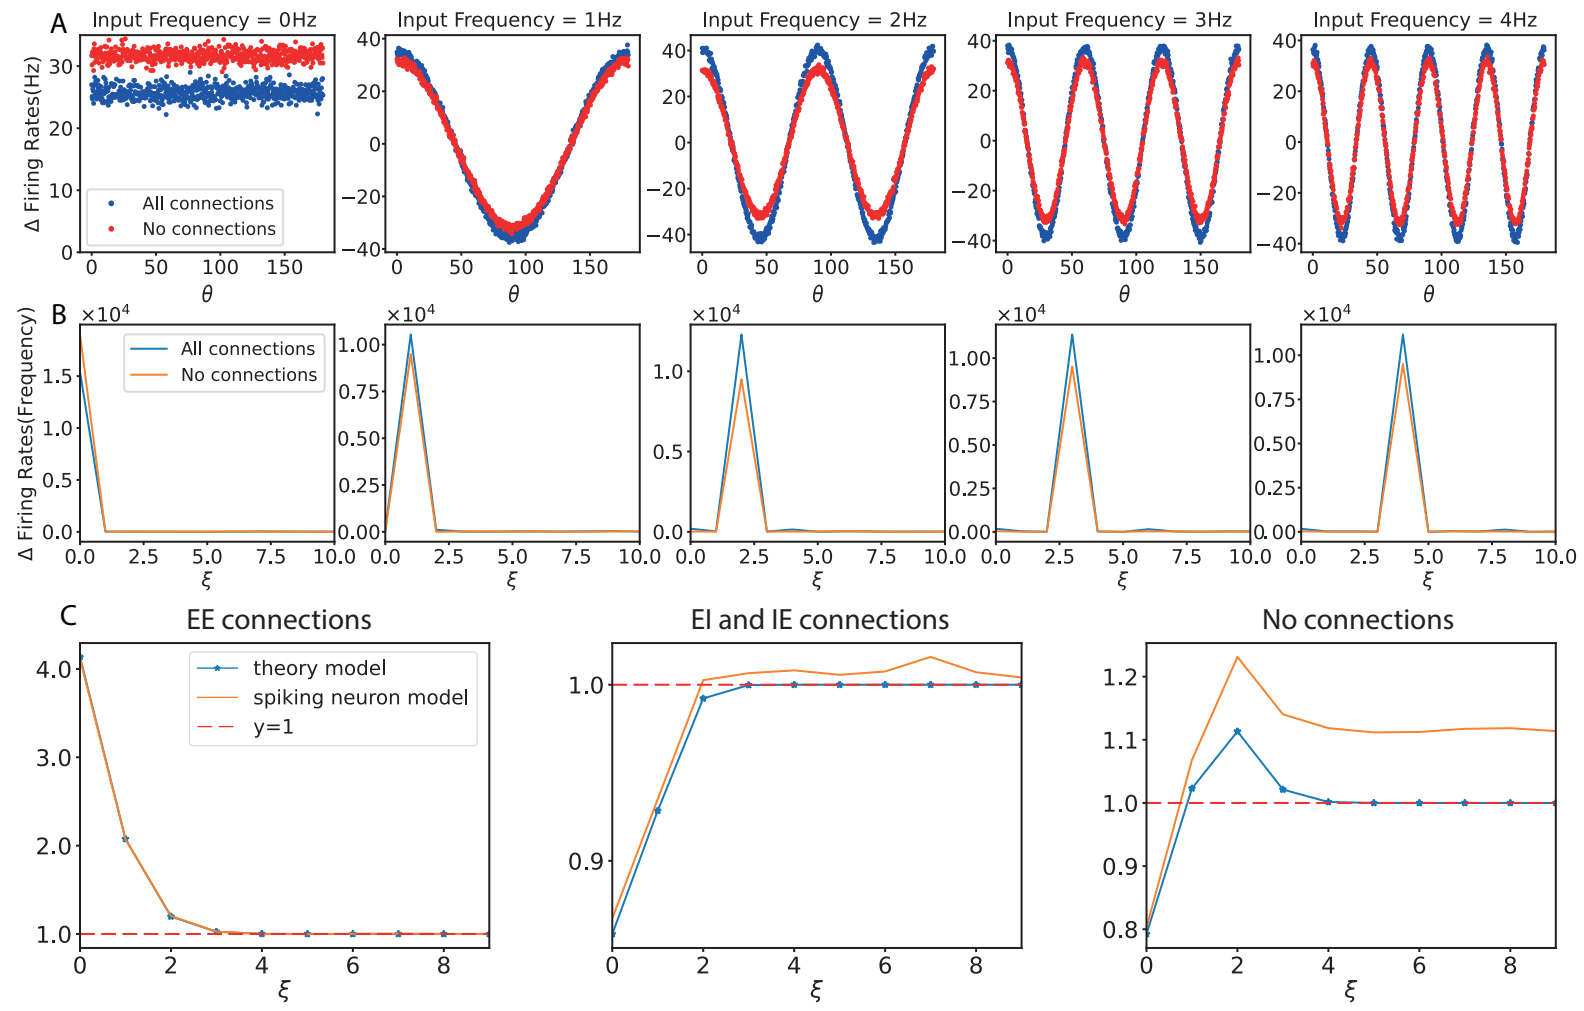 A
Input Frequency = 0Hz
Input Frequency = 1Hz
Input Frequency = 2Hz
Input Frequency = 3Hz
Input Frequency = 4Hz
Δ Firing Rates(Hz)
30
20
10
0
All connections
No connections
0 50 100 150
θ
40
20
0
−20
−40
0 50 100 150
θ
40
20
0
−20
−40
0 50 100 150
θ
40
20
0
−20
−40
0 50 100 150
θ
40
20
0
−20
−40
0 50 100 150
θ
B
Δ Firing Rates(Frequency)
×10⁴
1.5
1.0
0.5
0.0
All connections
No connections
0.0 2.5 5.0 7.5 10.0
ξ
×10⁴
1.00
0.75
0.50
0.25
0.00
0.0 2.5 5.0 7.5 10.0
ξ
×10⁴
1.0
0.5
0.0
0.0 2.5 5.0 7.5 10.0
ξ
×10⁴
1.00
0.75
0.50
0.25
0.00
0.0 2.5 5.0 7.5 10.0
ξ
×10⁴
1.00
0.75
0.50
0.25
0.00
0.0 2.5 5.0 7.5 10.0
ξ
C
EE connections
4.0
3.0
2.0
1.0
theory model
spiking neuron model
y=1
0 2 4 6 8
ξ
EI and IE connections
1.0
0.9
0 2 4 6 8
ξ
No connections
1.2
1.1
1.0
0.9
0.8
0 2 4 6 8
ξ